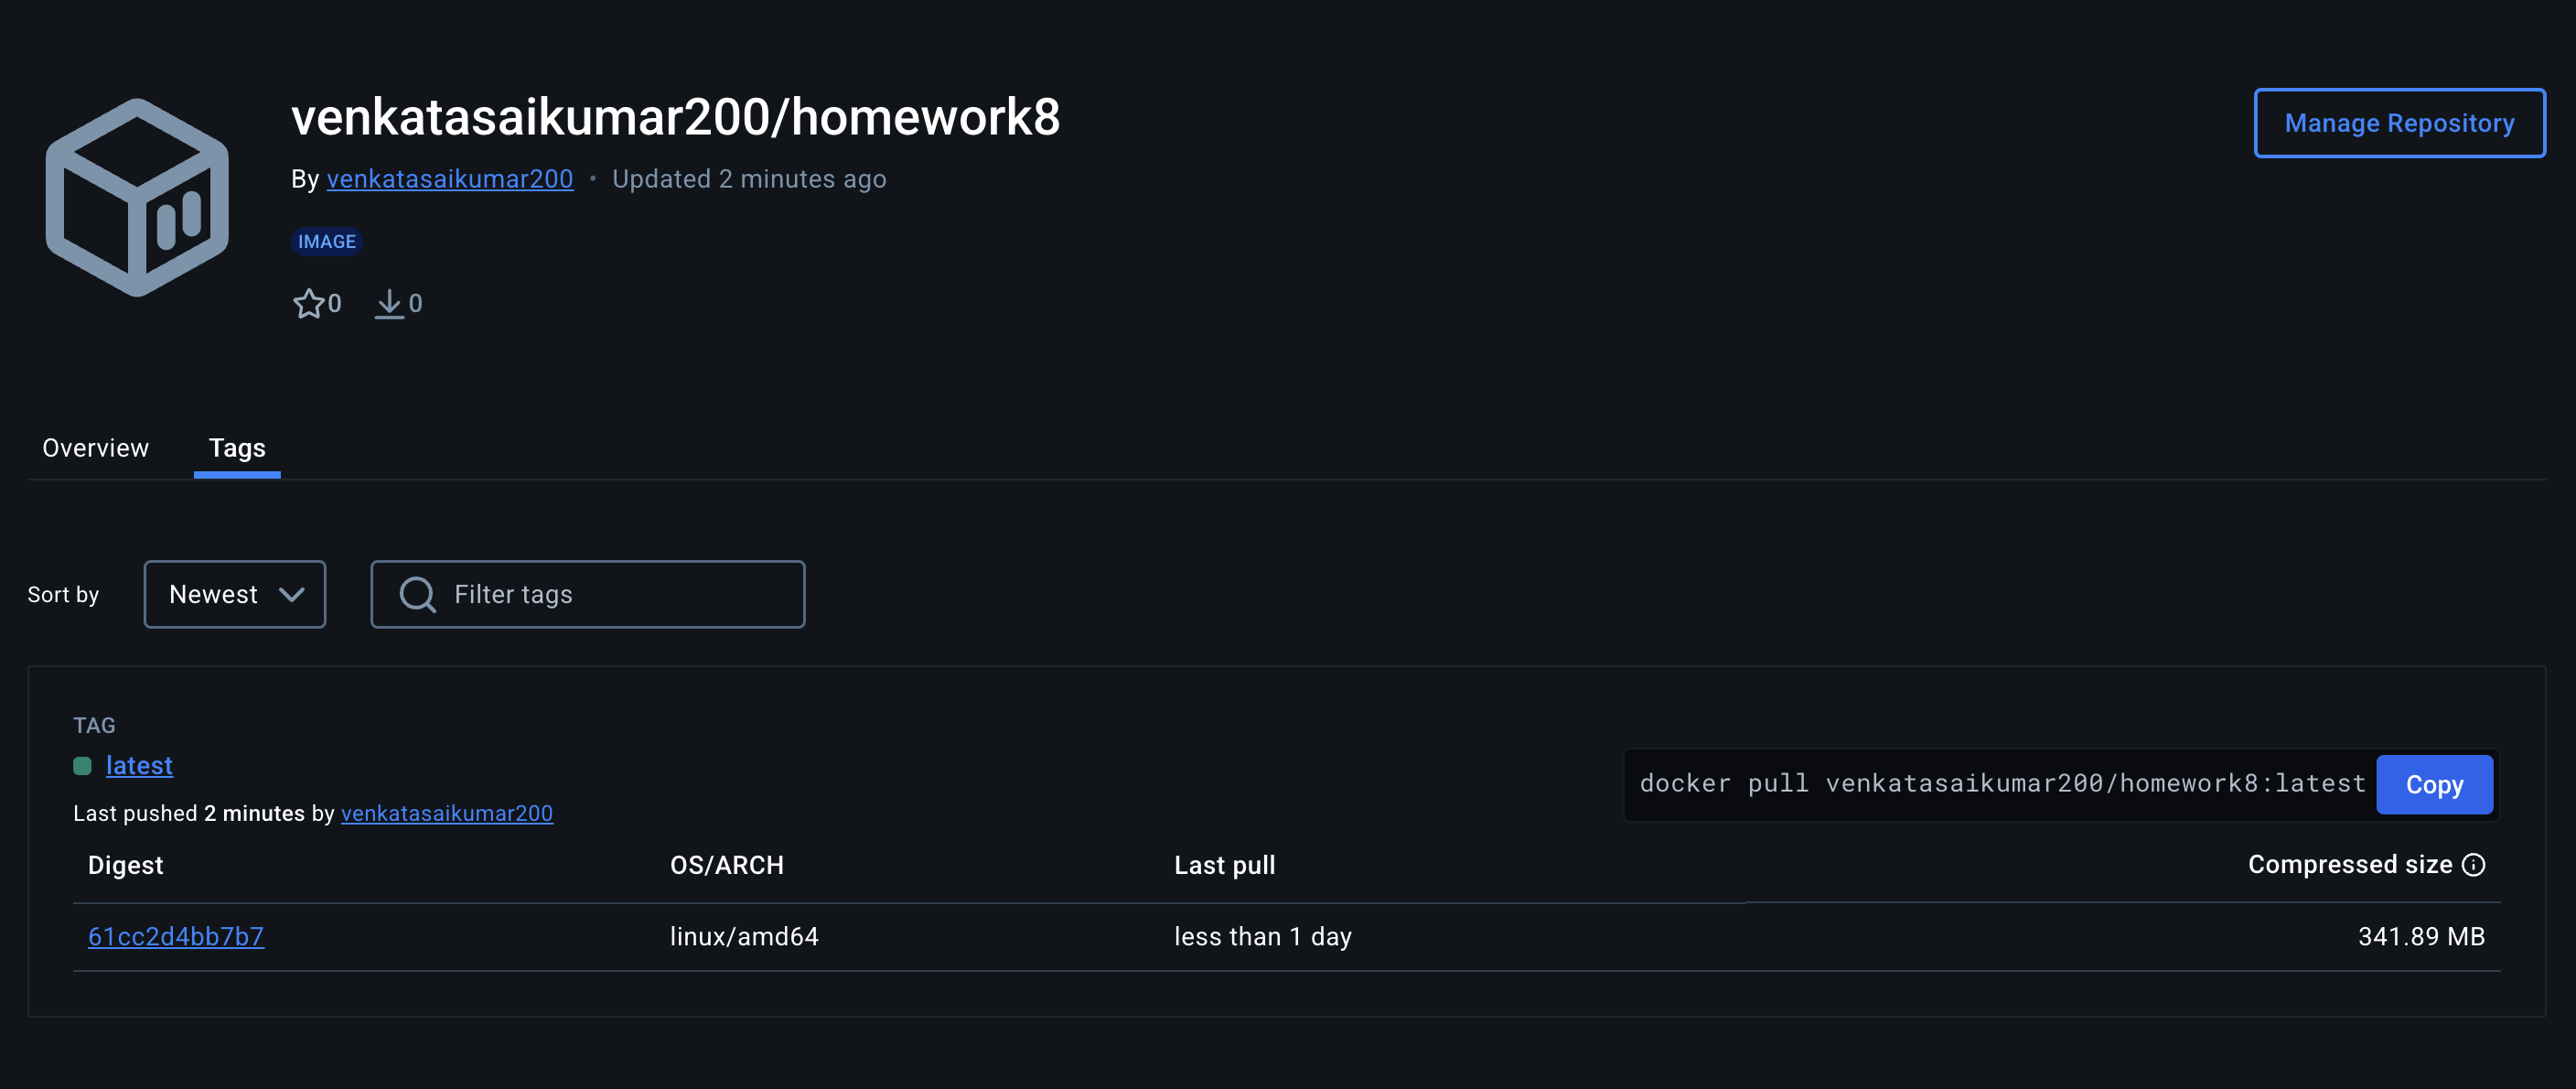 venkatasaikumar200/homework8
Manage Repository
By venkatasaikumar200 • Updated 2 minutes ago
IMAGE
0 0
Overview Tags
Sort by Newest Filter tags
TAG
latest
docker pull venkatasaikumar200/homework8:latest Copy
Last pushed 2 minutes by venkatasaikumar200
Digest OS/ARCH Last pull Compressed size
61cc2d4bb7b7 linux/amd64 less than 1 day 341.89 MB